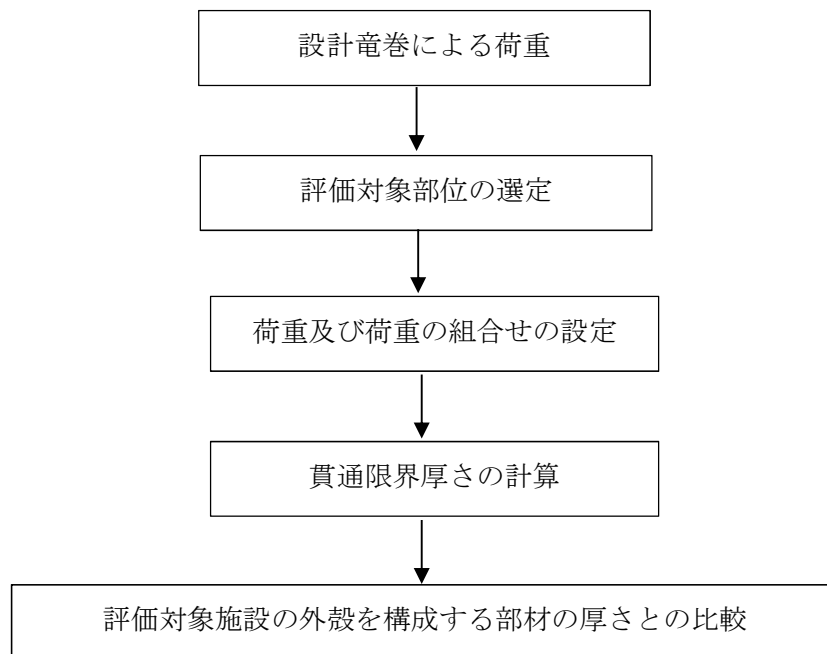 設計竜巻による荷重
評価対象部位の選定
荷重及び荷重の組合せの設定
貫通限界厚さの計算
評価対象施設の外殻を構成する部材の厚さとの比較